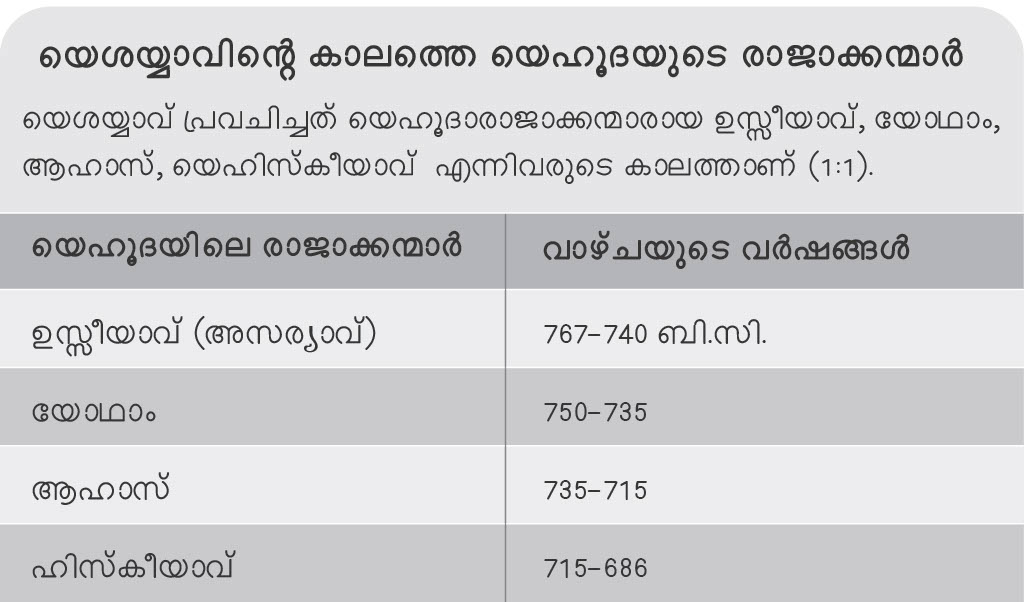 യെശയ്യാവിന്റെ കാലത്തെ യെഹൂദയുടെ രാജാക്കന്മാർ
യെശയ്യാവ് പ്രവചിച്ചത് യെഹൂദാരാജാക്കന്മാരായ ഉസ്സീയാവ്, യോഥാം,
ആഹാസ്, യെഹിസ്കീയാവ് എന്നിവരുടെ കാലത്താണ് (1:1).
യെഹൂദയിലെ രാജാക്കന്മാർ വാഴ്ചയുടെ വർഷങ്ങൾ
ഉസ്സീയാവ് (അസര്യാവ്) 767–740 ബി.സി.
യോഥാം 750–735
ആഹാസ് 735–715
ഹിസ്കീയാവ് 715–686